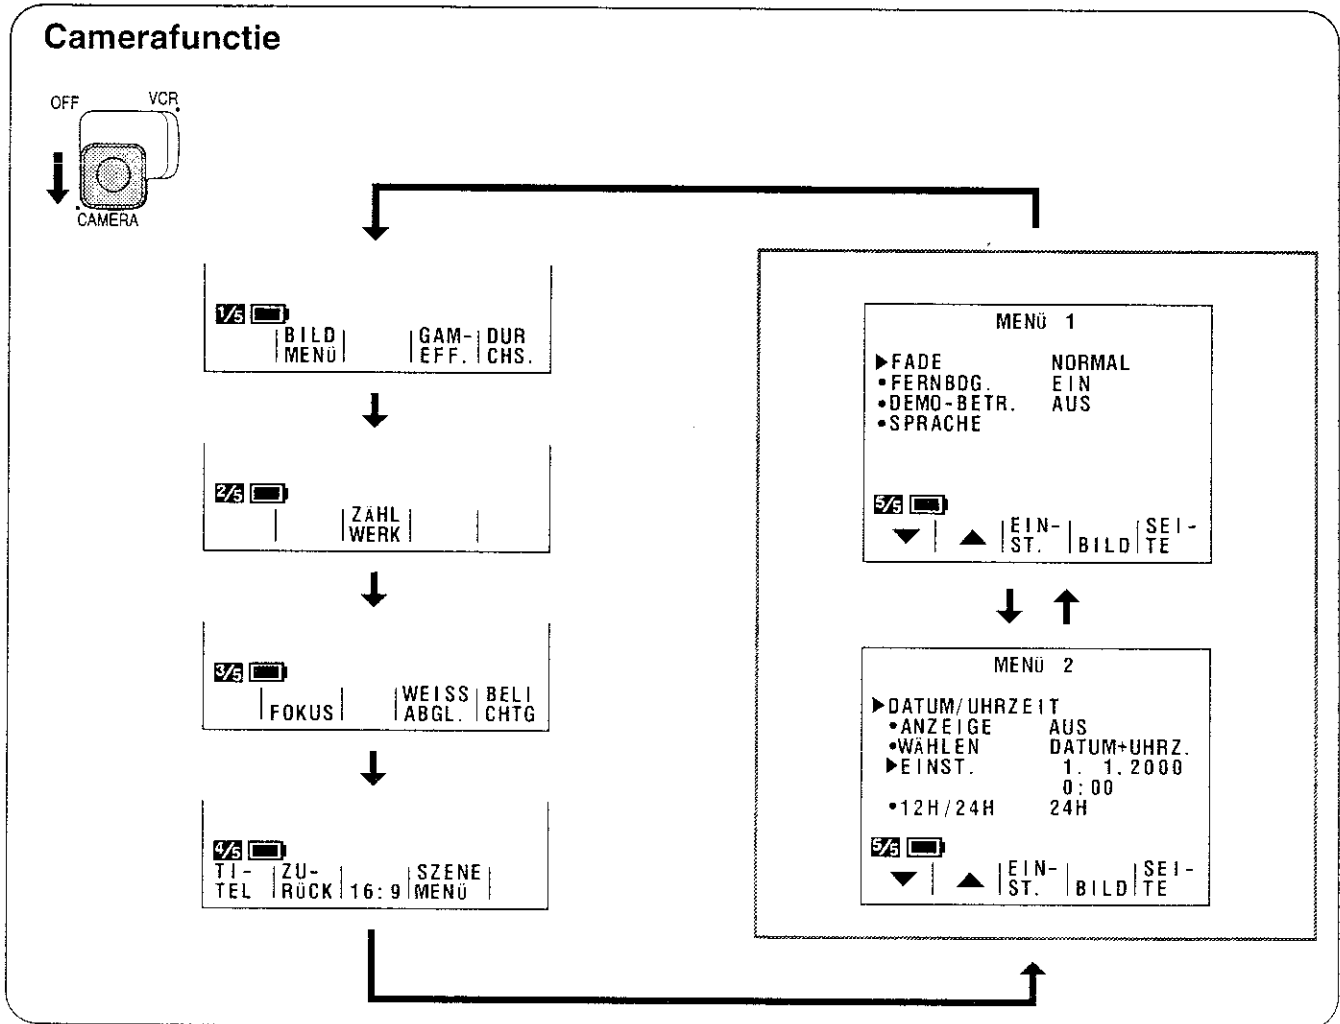 Camerafunctie
OFF VCR
CAMERA
1/5
BILD GAM- DUR
MENÜ EFF. CHS.
2/5
ZÄHL
WERK
3/5
WEISS BELI
FOKUS ABGL. CHTG
4/5
TI- ZU- SZENE
TEL RÜCK 16:9 MENÜ
MENÜ 1
▶FADE NORMAL
•FERNBDG. EIN
•DEMO-BETR. AUS
•SPRACHE
5/5
▼ ▲ EIN- SEI-
ST. BILD TE
MENÜ 2
▶DATUM/UHRZEIT
•ANZEIGE AUS
•WÄHLEN DATUM+UHRZ.
▶EINST. 1. 1.2000
0:00
•12H/24H 24H
5/5
▼ ▲ EIN- SEI-
ST. BILD TE